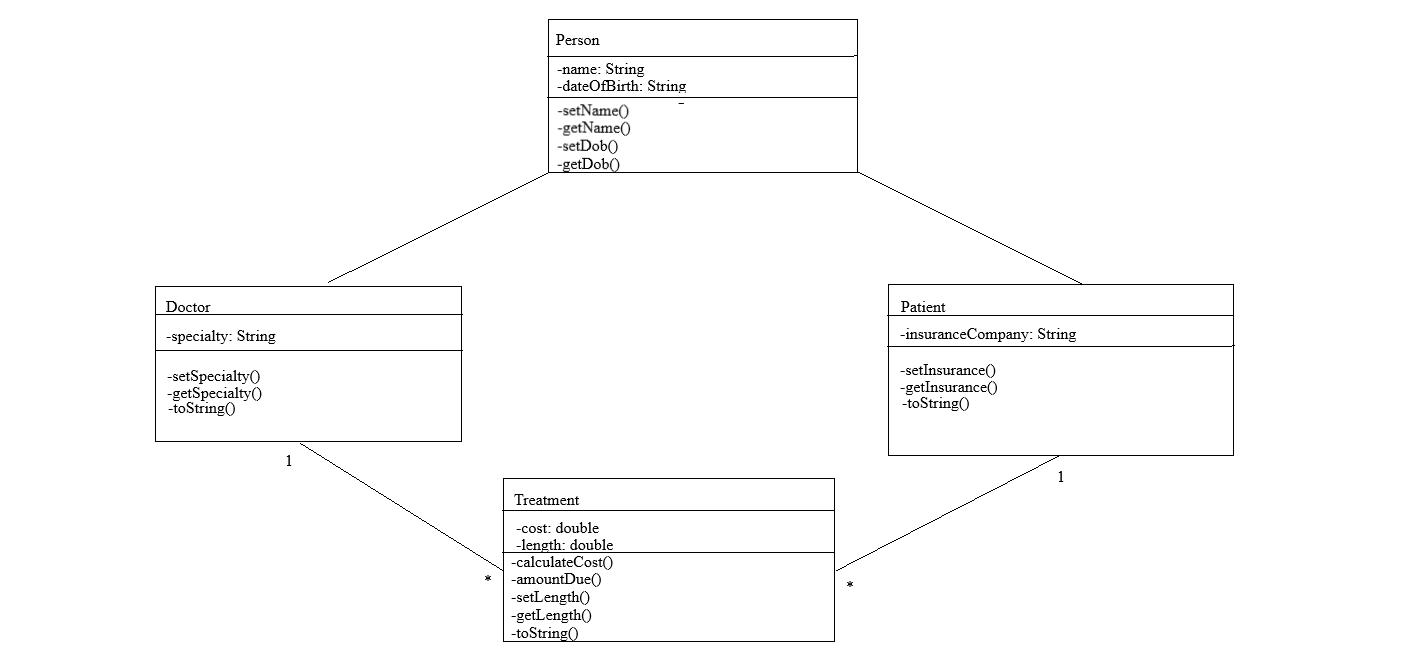 Person
-name: String
-dateOfBirth: String
-setName()
-getName()
-setDob()
-getDob()
Doctor
-specialty: String
-setSpecialty()
-getSpecialty()
-toString()
1
Patient
-insuranceCompany: String
-setInsurance()
-getInsurance()
-toString()
1
Treatment
-cost: double
-length: double
-calculateCost()
-amountDue()
-setLength()
-getLength()
-toString()
*
*